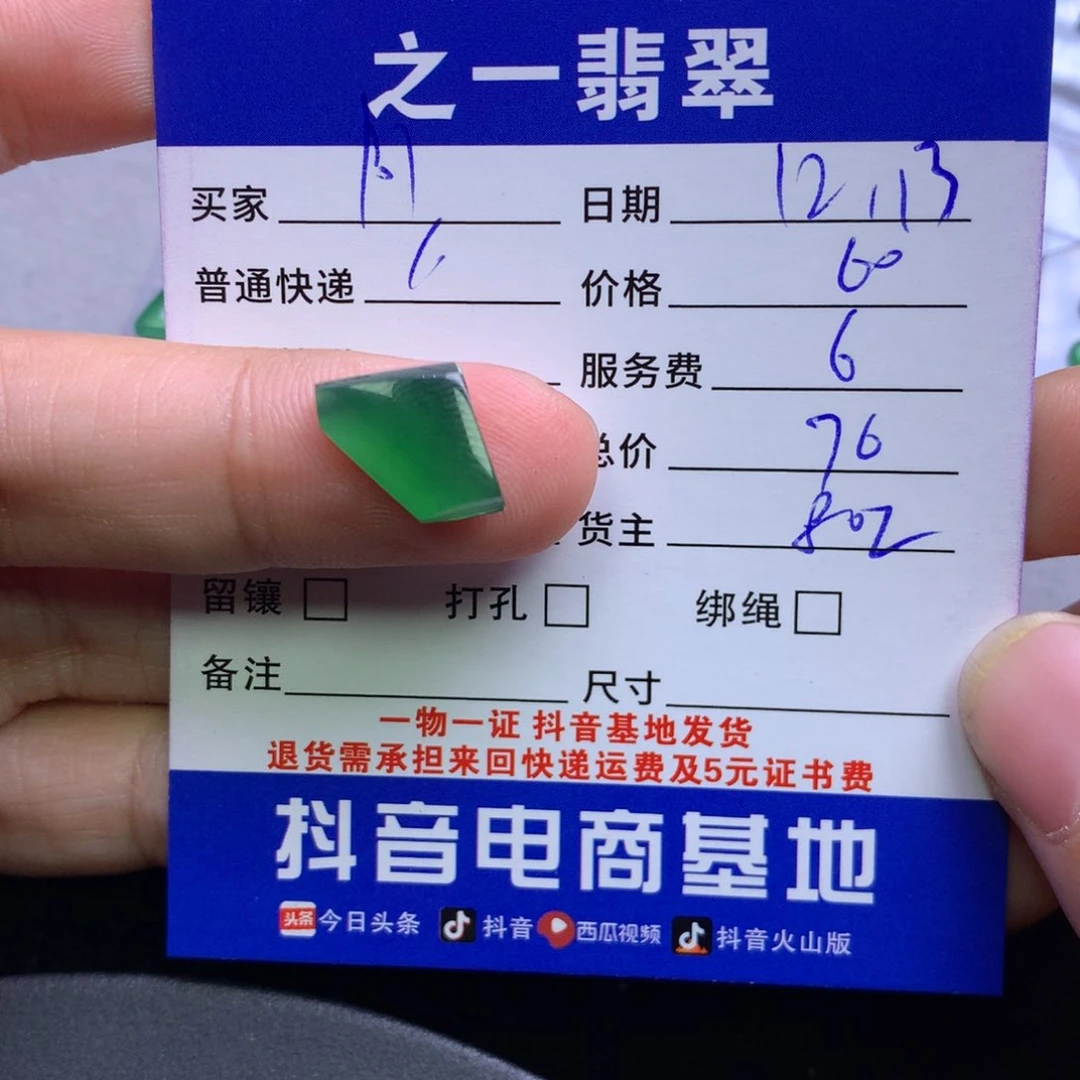 之一翡翠
买家 月 日期 12.13
普通快递 价格 60
服务费 6
总价 76
货主 802
留镶 打孔 绑绳
备注 尺寸
一物一证 抖音基地发货
退货需承担来回快递运费及5元证书费
抖音电商基地
头条 今日头条 抖音 西瓜视频 抖音火山版